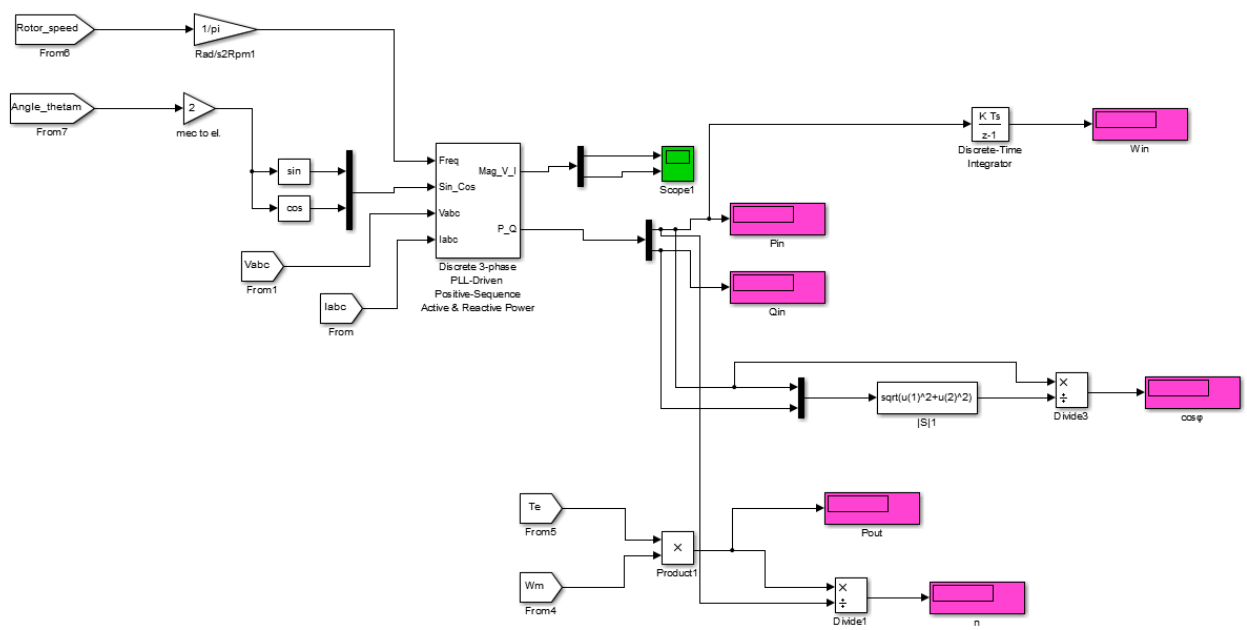 Rotor_speed
From6
1/pi
Rad/s2Rpm1
Angle_thetam
From7
2
mec to el.
sin
cos
Vabc
From1
Iabc
From
Freq
Sin_Cos
Vabc
Iabc
Mag_V_I
P_Q
Discrete 3-phase
PLL-Driven
Positive-Sequence
Active & Reactive Power
Scope1
K Ts
z-1
Discrete-Time
Integrator
Win
Pin
Qin
sqrt(u(1)^2+u(2)^2)
|S|1
×
÷
Divide3
cosφ
Te
From5
Wm
From4
×
Product1
Pout
×
÷
Divide1
n